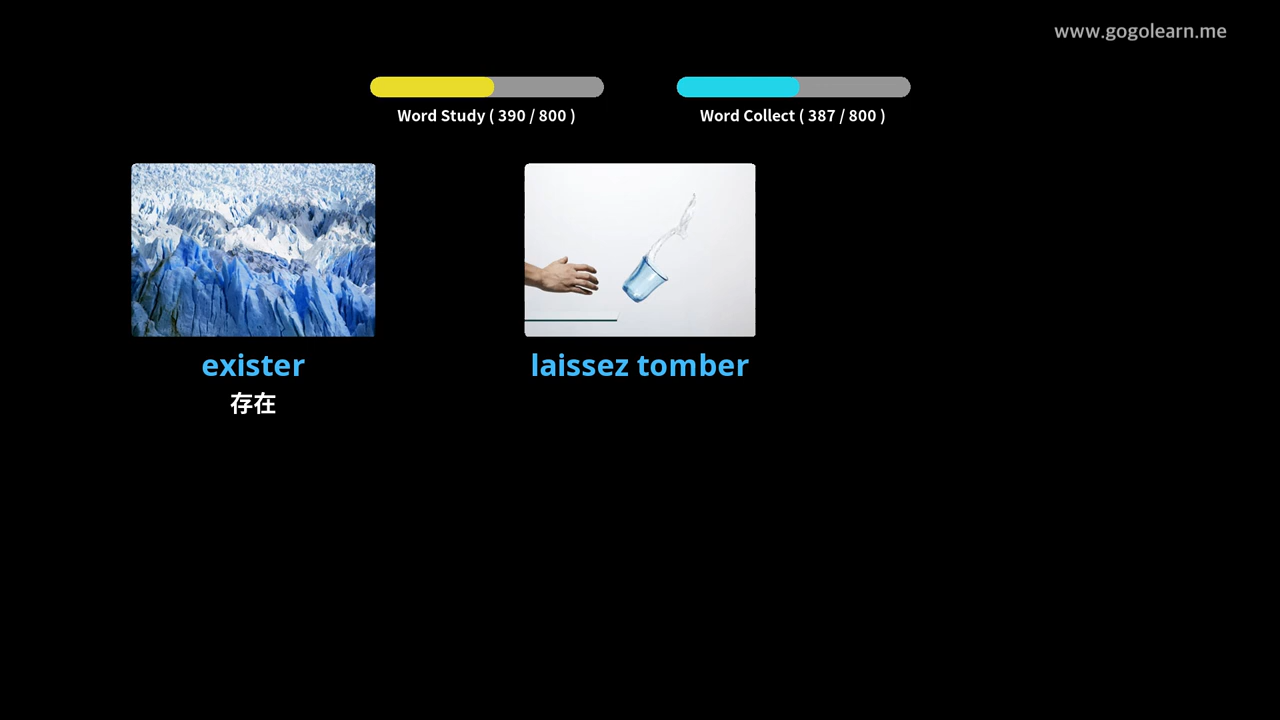 www.gogolearn.me
Word Study ( 390 / 800 )
Word Collect ( 387 / 800 )
exister
存在
laissez tomber